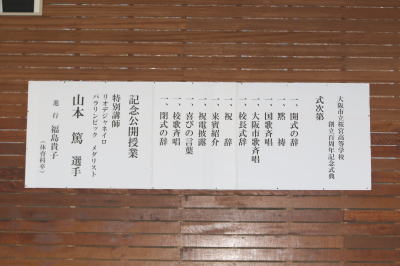 大阪市立桜宮高等学校
創立百周年記念式典
式次第
一、開式の辞
一、黙祷
一、国歌斉唱
一、大阪市歌斉唱
一、校長式辞
一、祝辞
一、来賓紹介
一、祝電披露
一、喜びの言葉
一、校歌斉唱
一、閉式の辞
記念公開授業
特別講師
リオデジャネイロ
パラリンピック メダリスト
山本 篤 選手
進行 福島貴子
(体育科卒)